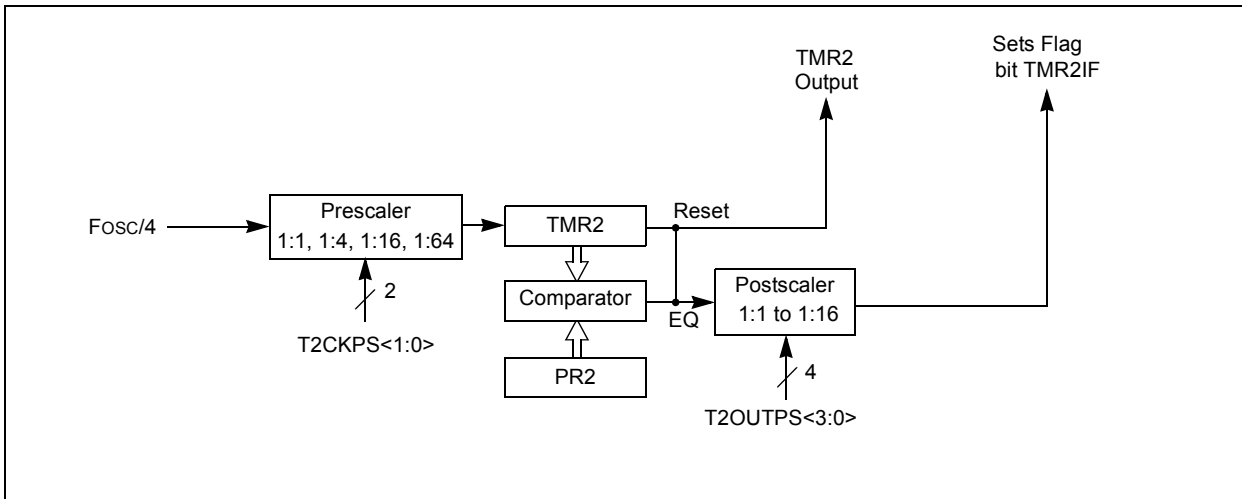 TMR2
Output
Sets Flag
bit TMR2IF
FOSC/4
Prescaler
1:1, 1:4, 1:16, 1:64
2
T2CKPS<1:0>
TMR2
Reset
Comparator
EQ
PR2
Postscaler
1:1 to 1:16
4
T2OUTPS<3:0>